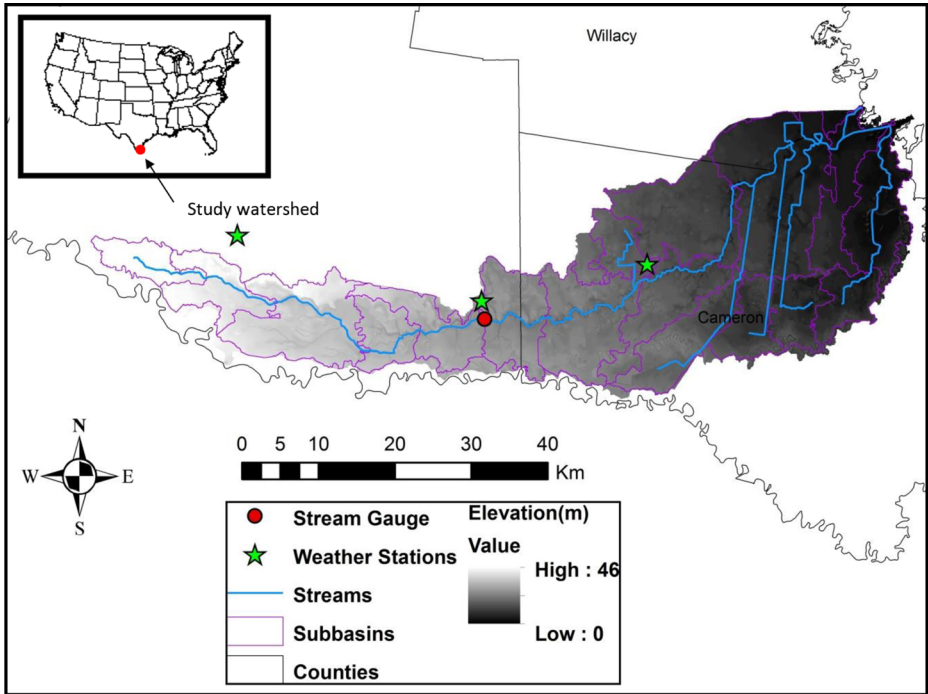 Willacy
Study watershed
Cameron
N
W E
S
0 5 10 20 30 40
Km
Stream Gauge
Weather Stations
Streams
Subbasins
Counties
Elevation(m)
Value
High : 46
Low : 0